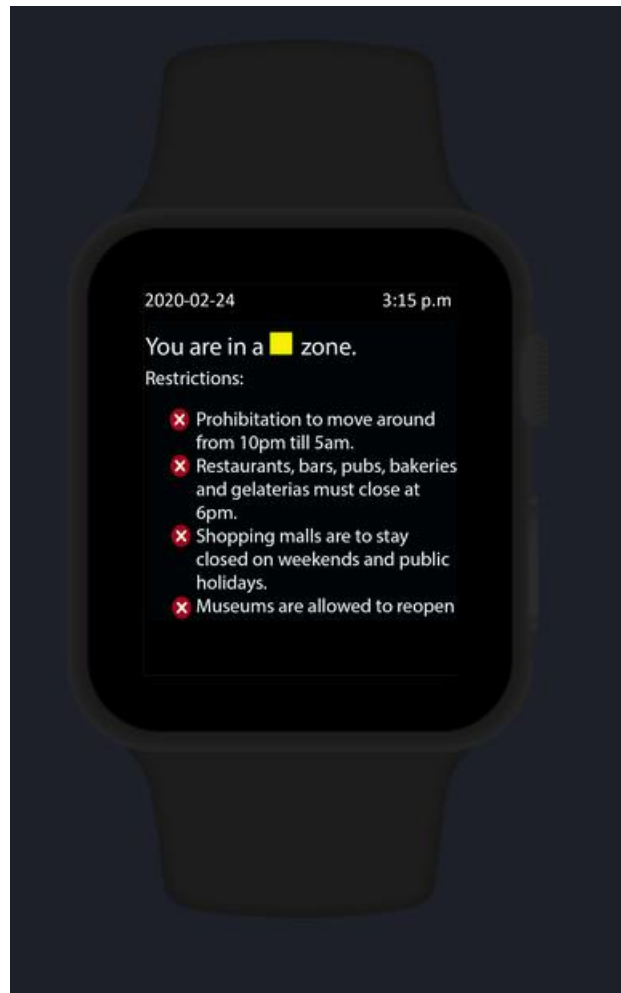 2020-02-24 3:15 p.m
You are in a zone.
Restrictions:
Prohibitation to move around
from 10pm till 5am.
Restaurants, bars, pubs, bakeries
and gelaterias must close at
6pm.
Shopping malls are to stay
closed on weekends and public
holidays.
Museums are allowed to reopen